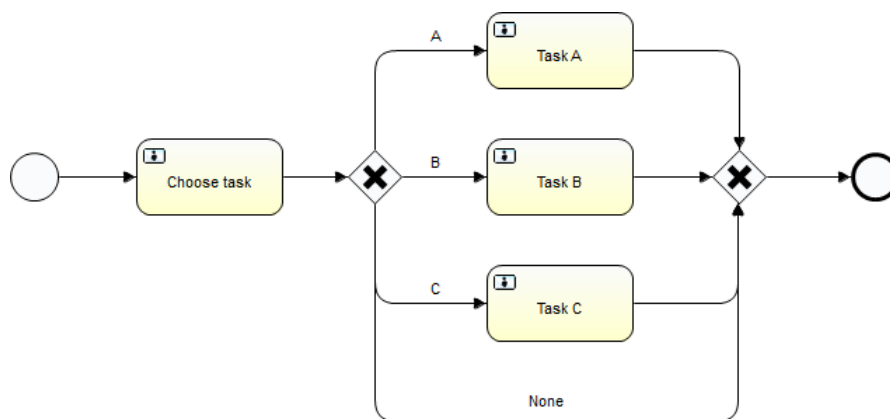 A
Task A
Choose task
B
Task B
C
Task C
None